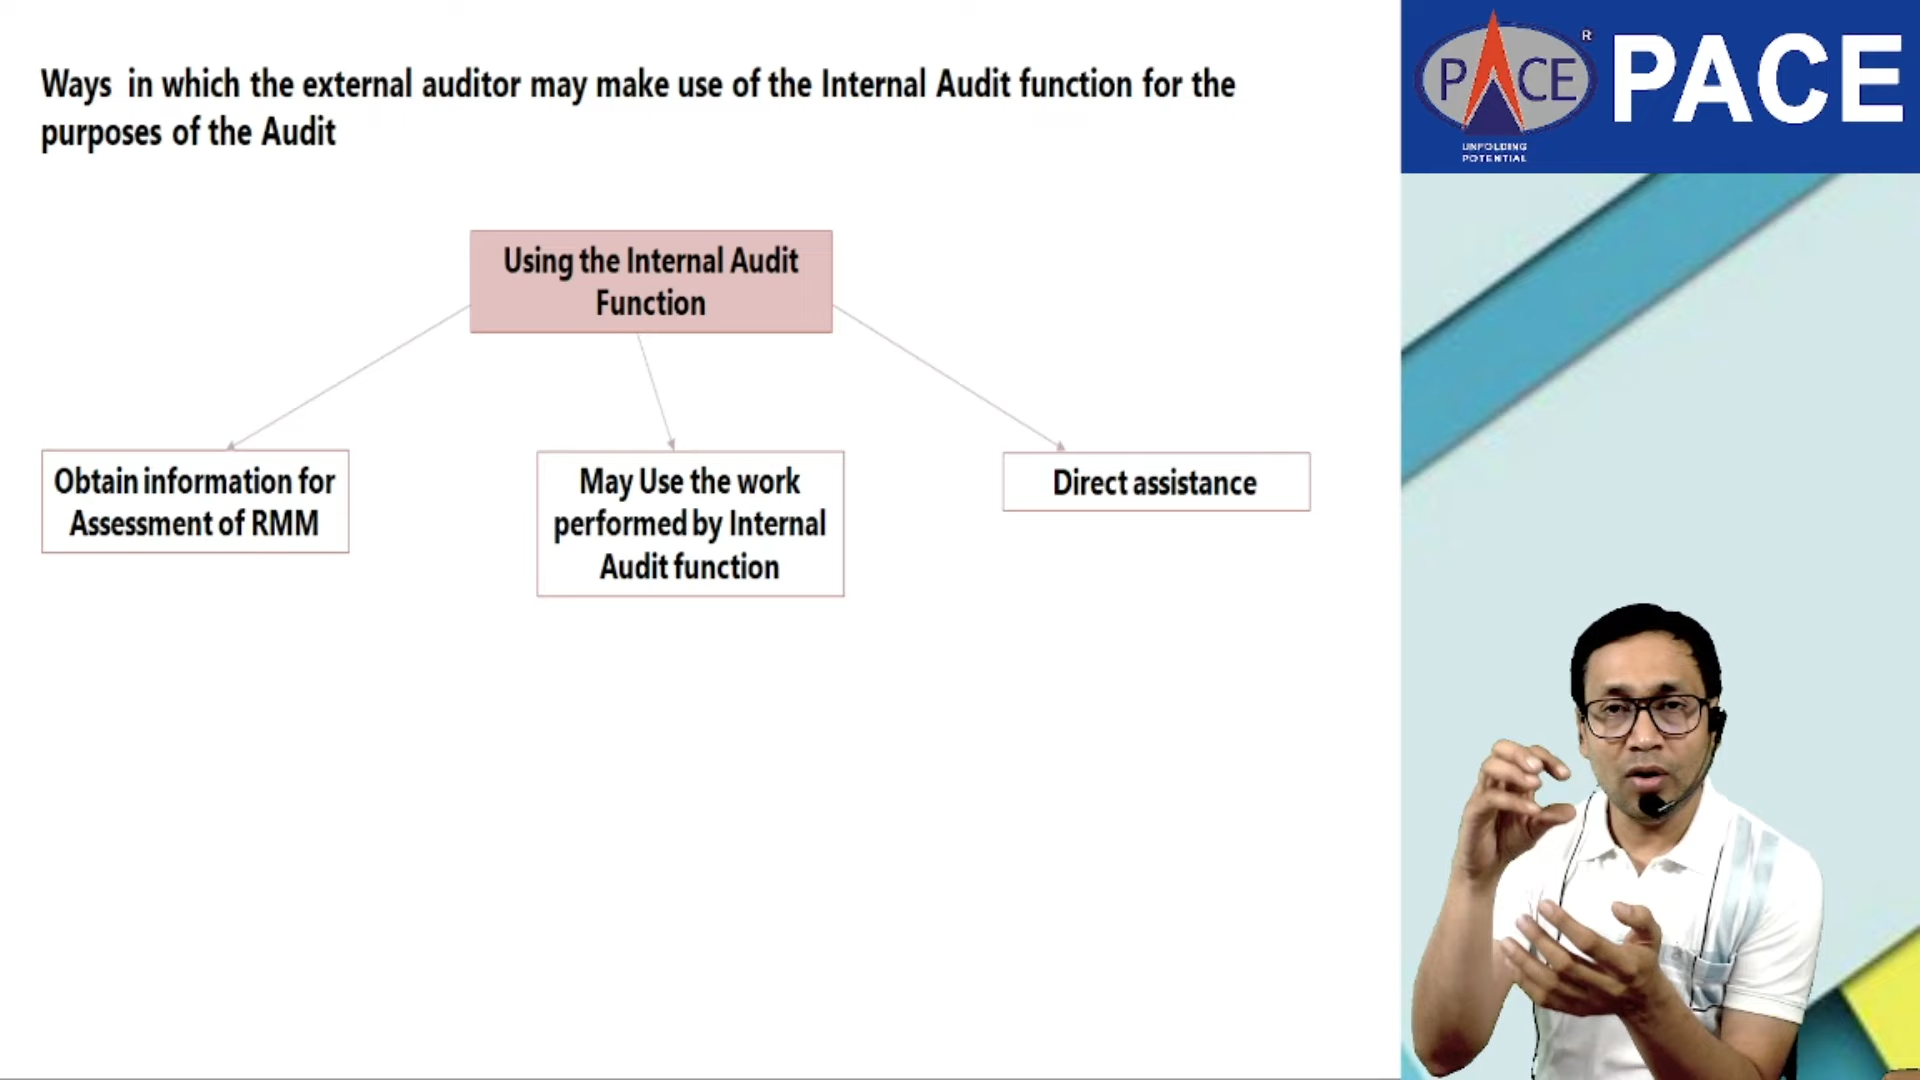 Ways in which the external auditor may make use of the Internal Audit function for the
purposes of the Audit
Using the Internal Audit
Function
Obtain information for
Assessment of RMM
May Use the work
performed by Internal
Audit function
Direct assistance
PACE
R
PACE
UNFOLDING
POTENTIAL